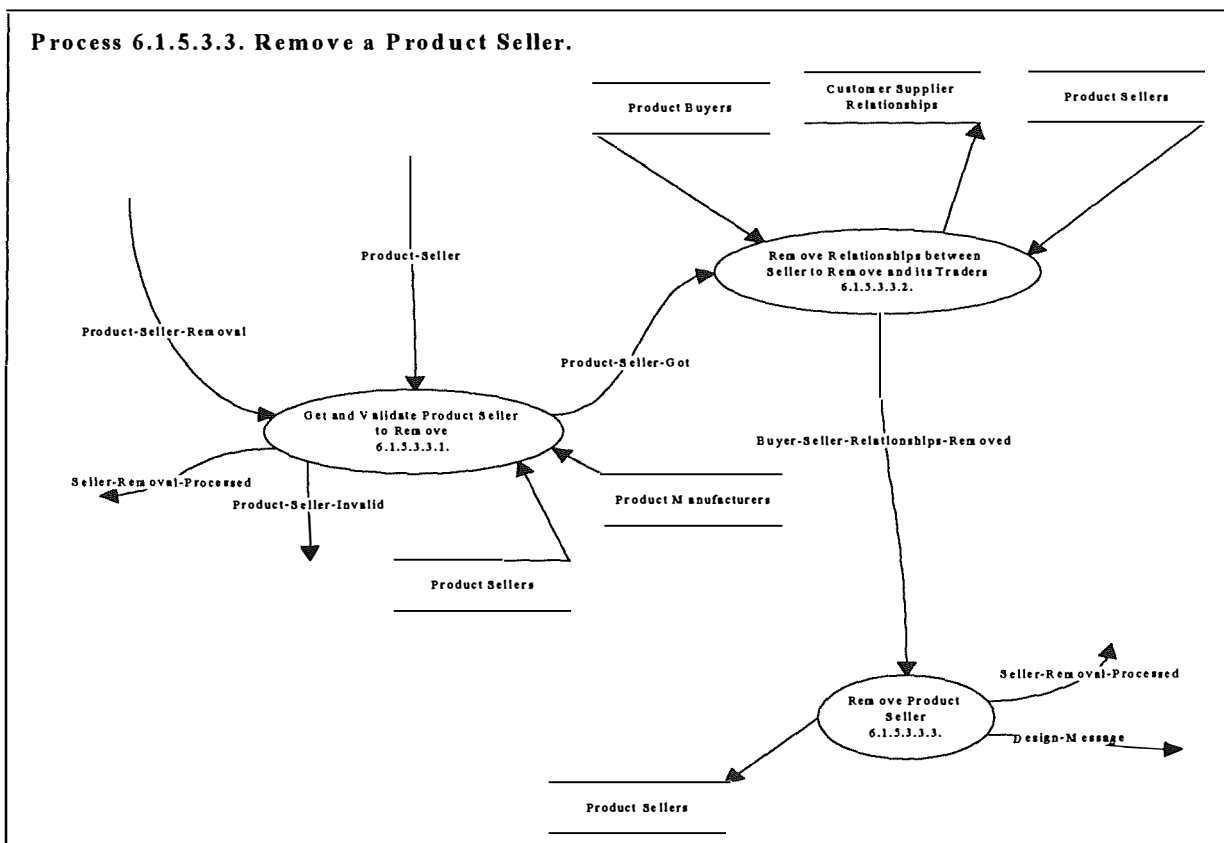 Process 6.1.5.3.3. Remove a Product Seller.
Product Buyers
Customer Supplier
Relationships
Product Sellers
Product-Seller
Remove Relationships between
Seller to Remove and its Traders
6.1.5.3.3.2.
Product-Seller-Removal
Product-Seller-Got
Get and Validate Product Seller
to Remove
6.1.5.3.3.1.
Buyer-Seller-Relationships-Removed
Seller-Removal-Processed
Product-Seller-Invalid
Product Manufacturers
Product Sellers
Seller-Removal-Processed
Remove Product
Seller
6.1.5.3.3.3.
Design-Message
Product Sellers